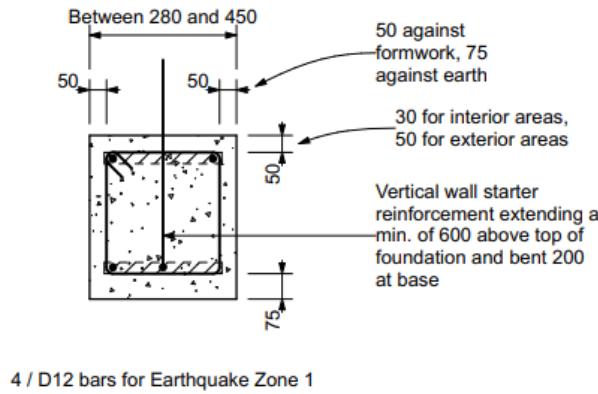 Between 280 and 450
50 against
formwork, 75
against earth
50
50
30 for interior areas,
50 for exterior areas
50
Vertical wall starter
reinforcement extending a
min. of 600 above top of
foundation and bent 200
at base
75
4 / D12 bars for Earthquake Zone 1